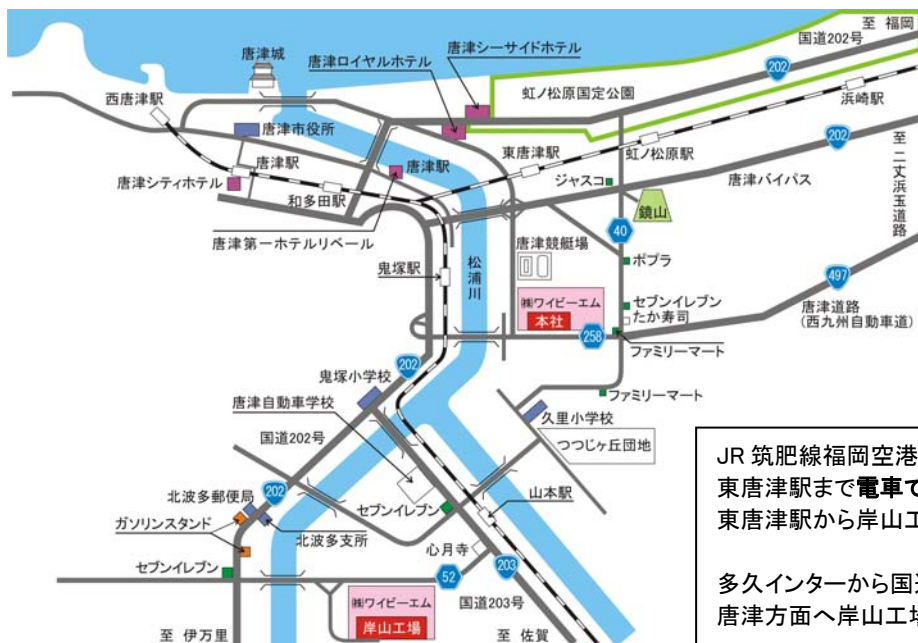 至 福岡
国道202号
唐津シーサイドホテル
唐津城
唐津ロイヤルホテル
202
西唐津駅
虹ノ松原国定公園
浜崎駅
唐津市役所
202
唐津駅
唐津駅
東唐津駅
虹ノ松原駅
至 二丈浜玉道路
ジャスコ
唐津バイパス
唐津シティホテル
和多田駅
鏡山
唐津第一ホテルリベール
40
唐津競艇場
松浦川
ポプラ
鬼塚駅
497
㈱ワイビーエム
本社
セブンイレブン
たか寿司
唐津道路
(西九州自動車道)
258
ファミリーマート
202
鬼塚小学校
唐津自動車学校
ファミリーマート
久里小学校
国道202号
つつじヶ丘団地
JR 筑肥線福岡空港
東唐津駅まで電車で
東唐津駅から岸山工
202
北波多郵便局
山本駅
ガソリンスタンド
セブンイレブン
北波多支所
心月寺
多久インターから国道
唐津方面へ岸山工場
セブンイレブン
52
203
㈱ワイビーエム
岸山工場
国道203号
至 伊万里
至 佐賀